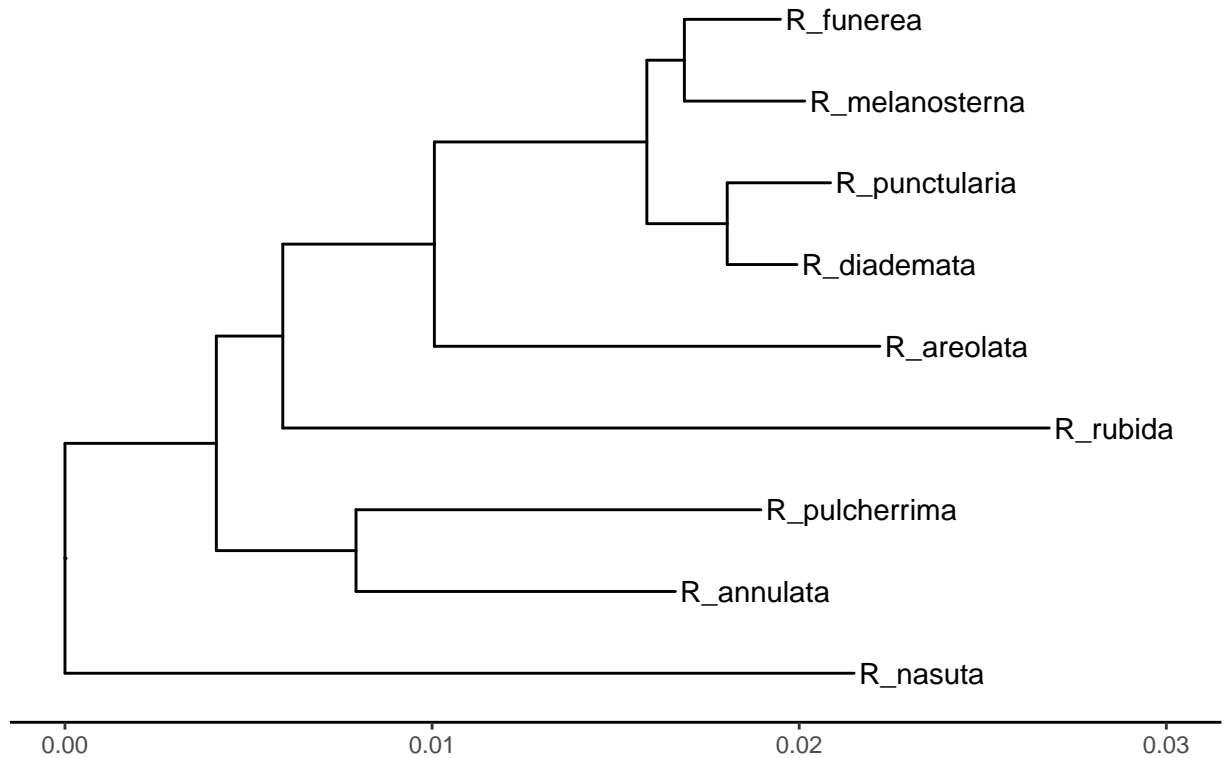 R_funerea
R_melanosterna
R_punctularia
R_diademata
R_areolata
R_rubida
R_pulcherrima
R_annulata
R_nasuta
0.00 0.01 0.02 0.03